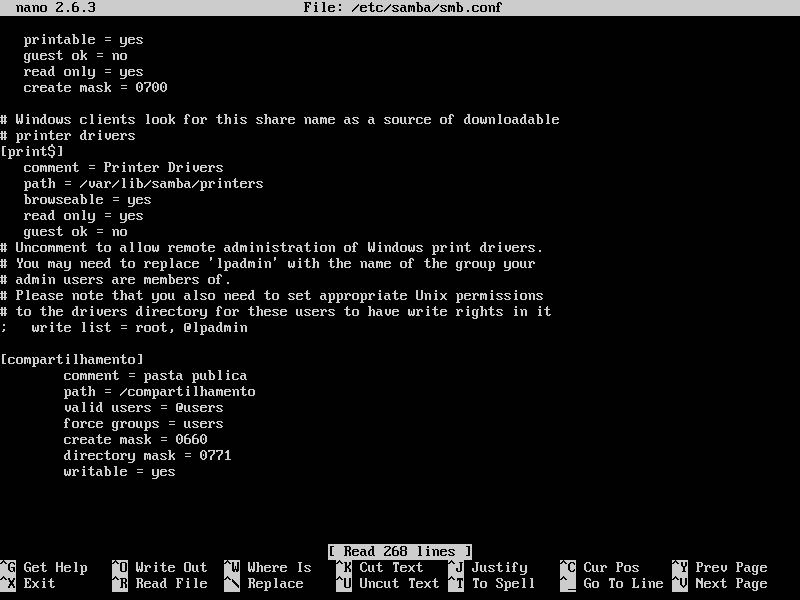 nano 2.6.3 File: /etc/samba/smb.conf
printable = yes
guest ok = no
read only = yes
create mask = 0700
# Windows clients look for this share name as a source of downloadable
# printer drivers
[print$]
comment = Printer Drivers
path = /var/lib/samba/printers
browseable = yes
read only = yes
guest ok = no
# Uncomment to allow remote administration of Windows print drivers.
# You may need to replace 'lpadmin' with the name of the group your
# admin users are members of.
# Please note that you also need to set appropriate Unix permissions
# to the drivers directory for these users to have write rights in it
; write list = root, @lpadmin
[compartilhamento]
comment = pasta publica
path = /compartilhamento
valid users = @users
force groups = users
create mask = 0660
directory mask = 0771
writable = yes
[ Read 268 lines ]
^G Get Help ^O Write Out ^W Where Is ^K Cut Text ^J Justify ^C Cur Pos ^Y Prev Page
^X Exit ^R Read File ^\ Replace ^U Uncut Text ^T To Spell ^_ Go To Line ^V Next Page